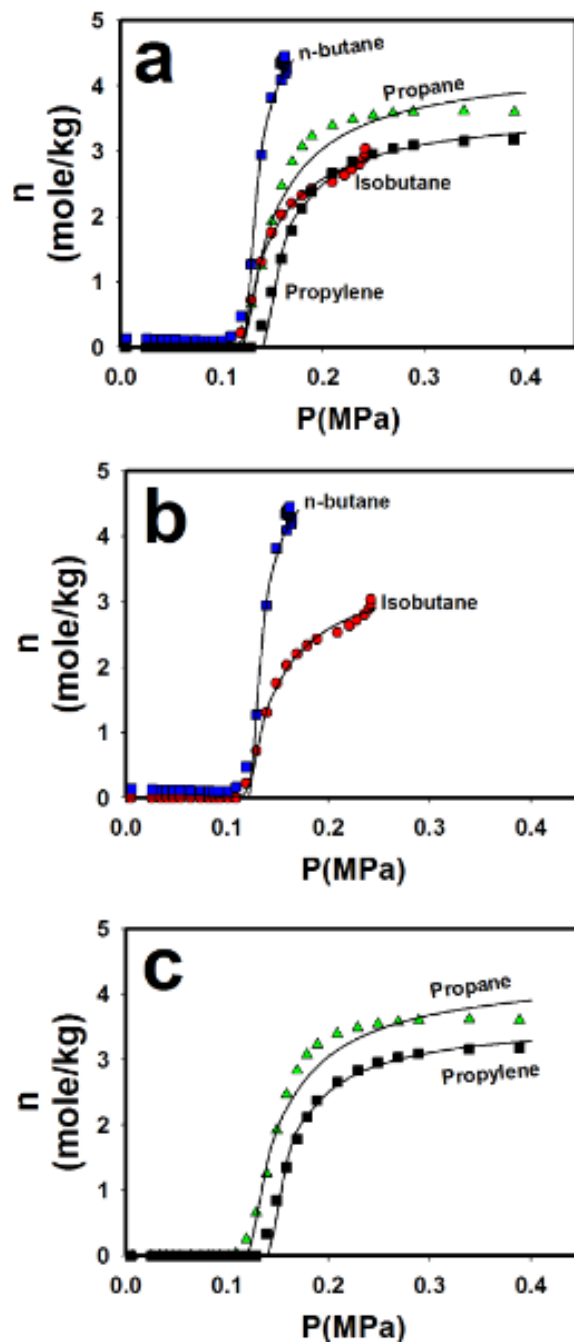 a
n-butane
Propane
Isobutane
Propylene
5
4
3
2
1
0
n
(mole/kg)
0.0 0.1 0.2 0.3 0.4
P(MPa)
b
n-butane
Isobutane
5
4
3
2
1
0
n
(mole/kg)
0.0 0.1 0.2 0.3 0.4
P(MPa)
c
Propane
Propylene
5
4
3
2
1
0
n
(mole/kg)
0.0 0.1 0.2 0.3 0.4
P(MPa)